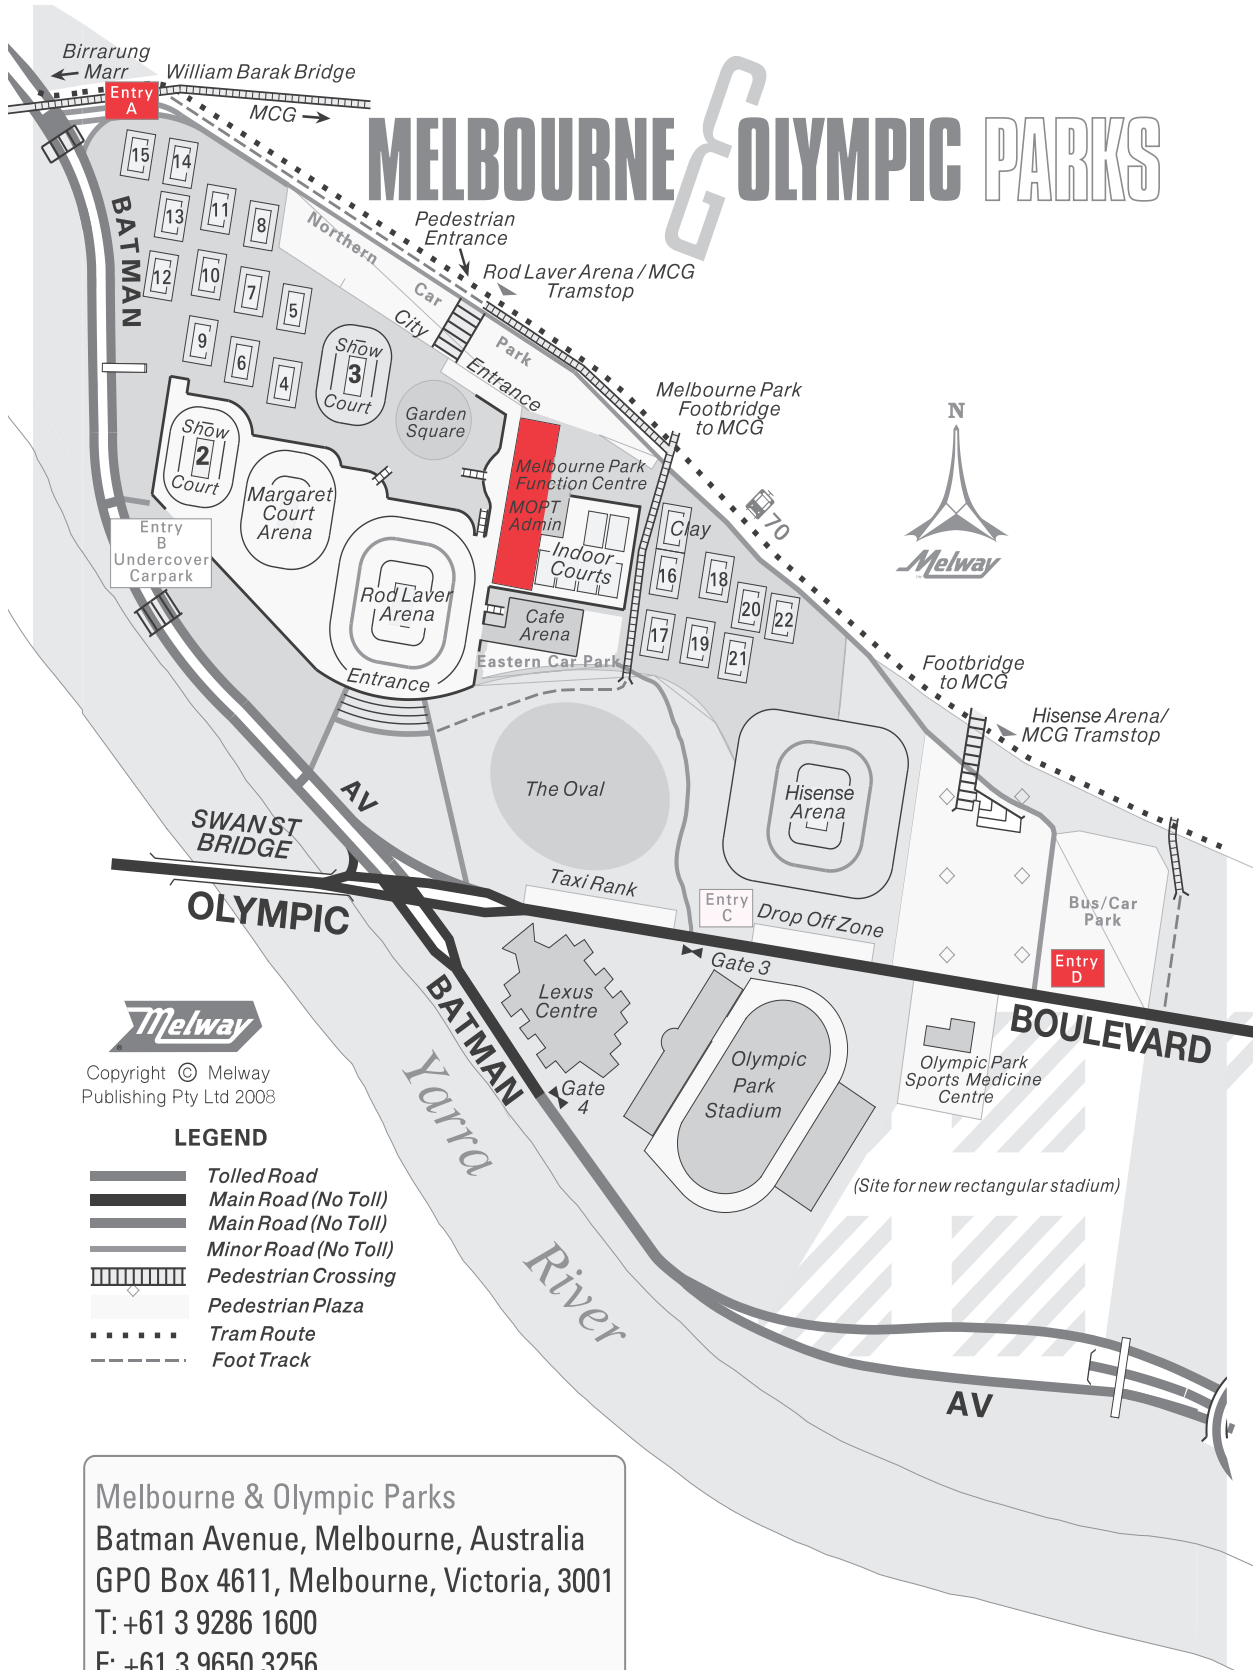 Birrarung
Marr
William Barak Bridge
Entry
A
MCG
MELBOURNE & OLYMPIC PARKS
15
14
13
11
8
12
10
7
5
9
6
4
BATMAN
Northern
Car
Park
Pedestrian
Entrance
Rod Laver Arena / MCG
Tramstop
City
Entrance
Show
3
Court
Garden
Square
Melbourne Park
Footbridge
to MCG
N
Melway
70
Show
2
Court
Margaret
Court
Arena
Melbourne Park
Function Centre
MOPT
Admin
Indoor
Courts
Clay
16
18
20
22
17
19
21
Entry
B
Undercover
Carpark
Rod Laver
Arena
Cafe
Arena
Eastern Car Park
Entrance
Footbridge
to MCG
Hisense Arena/
MCG Tramstop
The Oval
Hisense
Arena
AV
SWAN ST
BRIDGE
OLYMPIC
Taxi Rank
Entry
C
Drop Off Zone
Bus/Car
Park
Entry
D
Gate 3
BOULEVARD
Lexus
Centre
BATMAN
Gate
4
Olympic
Park
Stadium
Olympic Park
Sports Medicine
Centre
(Site for new rectangular stadium)
Yarra
River
AV
Melway
Copyright © Melway
Publishing Pty Ltd 2008
LEGEND
Tolled Road
Main Road (No Toll)
Main Road (No Toll)
Minor Road (No Toll)
Pedestrian Crossing
Pedestrian Plaza
Tram Route
Foot Track
Melbourne & Olympic Parks
Batman Avenue, Melbourne, Australia
GPO Box 4611, Melbourne, Victoria, 3001
T: +61 3 9286 1600
F: +61 3 9650 3256